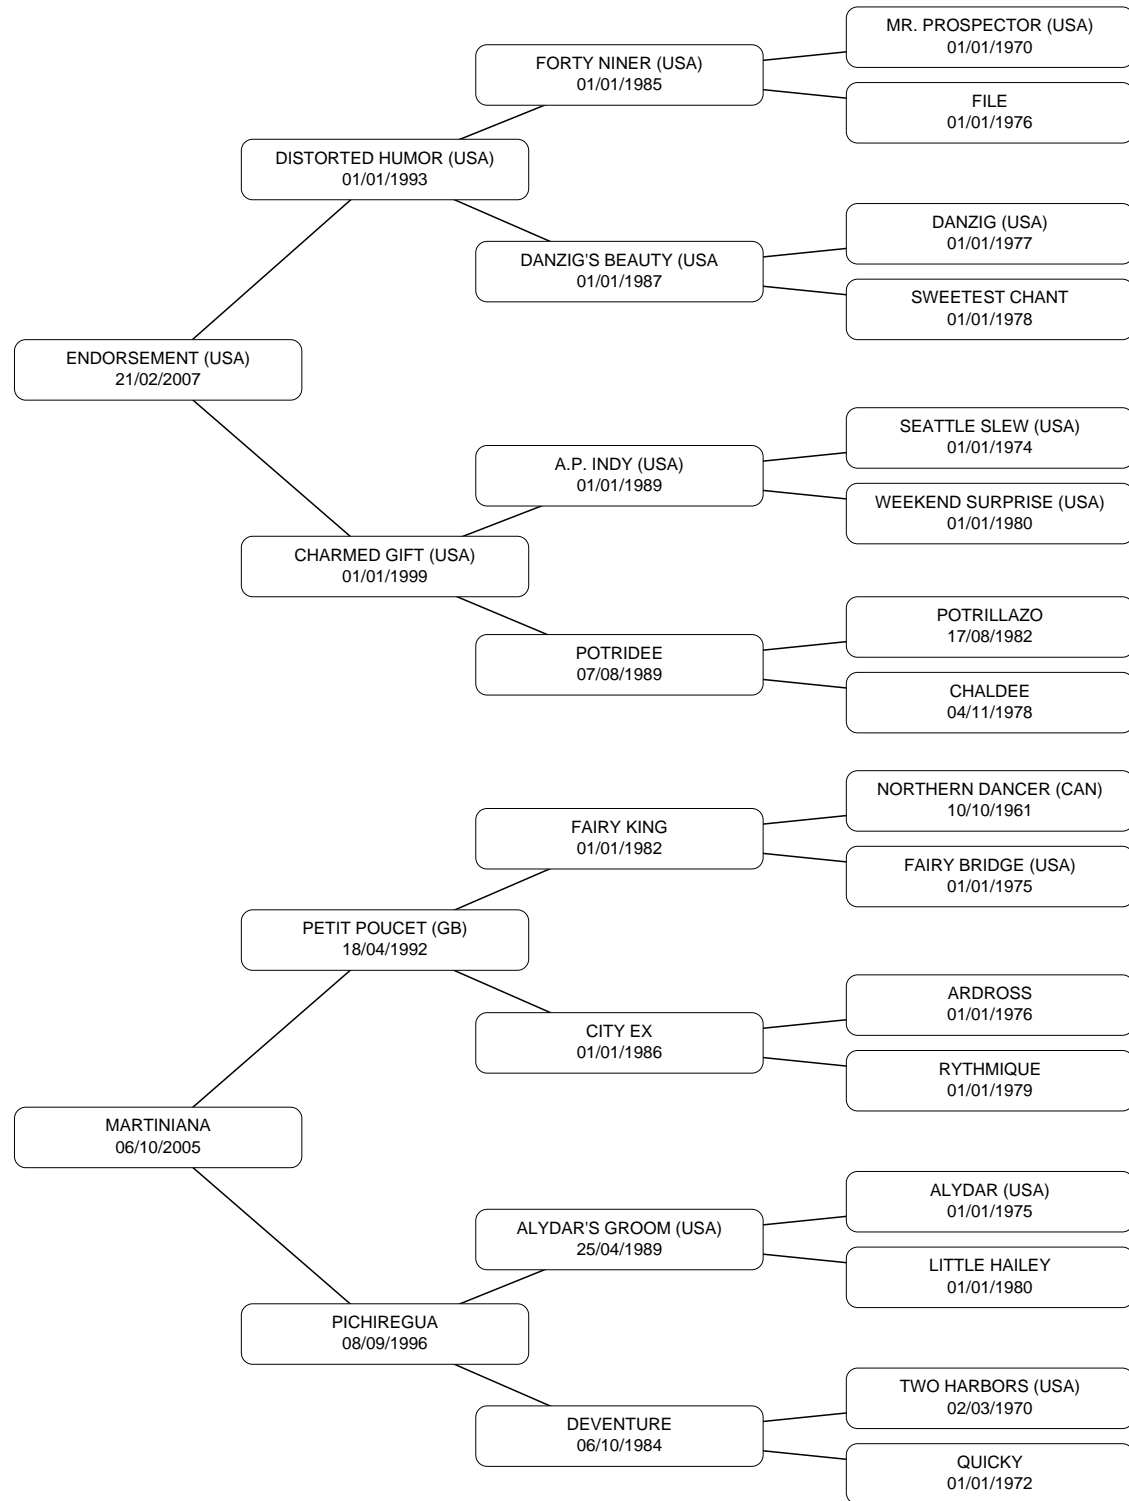 MR. PROSPECTOR (USA)
01/01/1970
FORTY NINER (USA)
01/01/1985
FILE
01/01/1976
DISTORTED HUMOR (USA)
01/01/1993
DANZIG (USA)
01/01/1977
DANZIG'S BEAUTY (USA
01/01/1987
SWEETEST CHANT
01/01/1978
ENDORSEMENT (USA)
21/02/2007
SEATTLE SLEW (USA)
01/01/1974
A.P. INDY (USA)
01/01/1989
WEEKEND SURPRISE (USA)
01/01/1980
CHARMED GIFT (USA)
01/01/1999
POTRILLAZO
17/08/1982
POTRIDEE
07/08/1989
CHALDEE
04/11/1978
NORTHERN DANCER (CAN)
10/10/1961
FAIRY KING
01/01/1982
FAIRY BRIDGE (USA)
01/01/1975
PETIT POUCET (GB)
18/04/1992
ARDROSS
01/01/1976
CITY EX
01/01/1986
RYTHMIQUE
01/01/1979
MARTINIANA
06/10/2005
ALYDAR (USA)
01/01/1975
ALYDAR'S GROOM (USA)
25/04/1989
LITTLE HAILEY
01/01/1980
PICHIREGUA
08/09/1996
TWO HARBORS (USA)
02/03/1970
DEVENTURE
06/10/1984
QUICKY
01/01/1972